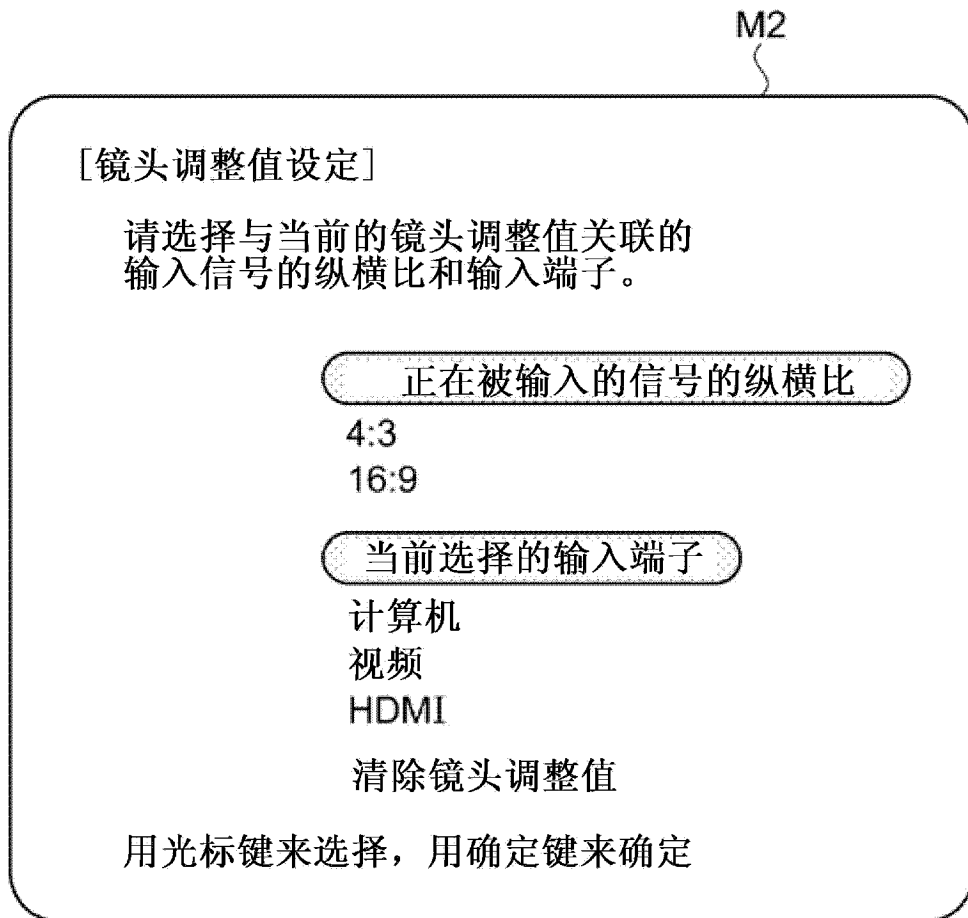 M2
[镜头调整值设定]
请选择与当前的镜头调整值关联的
输入信号的纵横比和输入端子。
正在被输入的信号的纵横比
4:3
16:9
当前选择的输入端子
计算机
视频
HDMI
清除镜头调整值
用光标键来选择，用确定键来确定